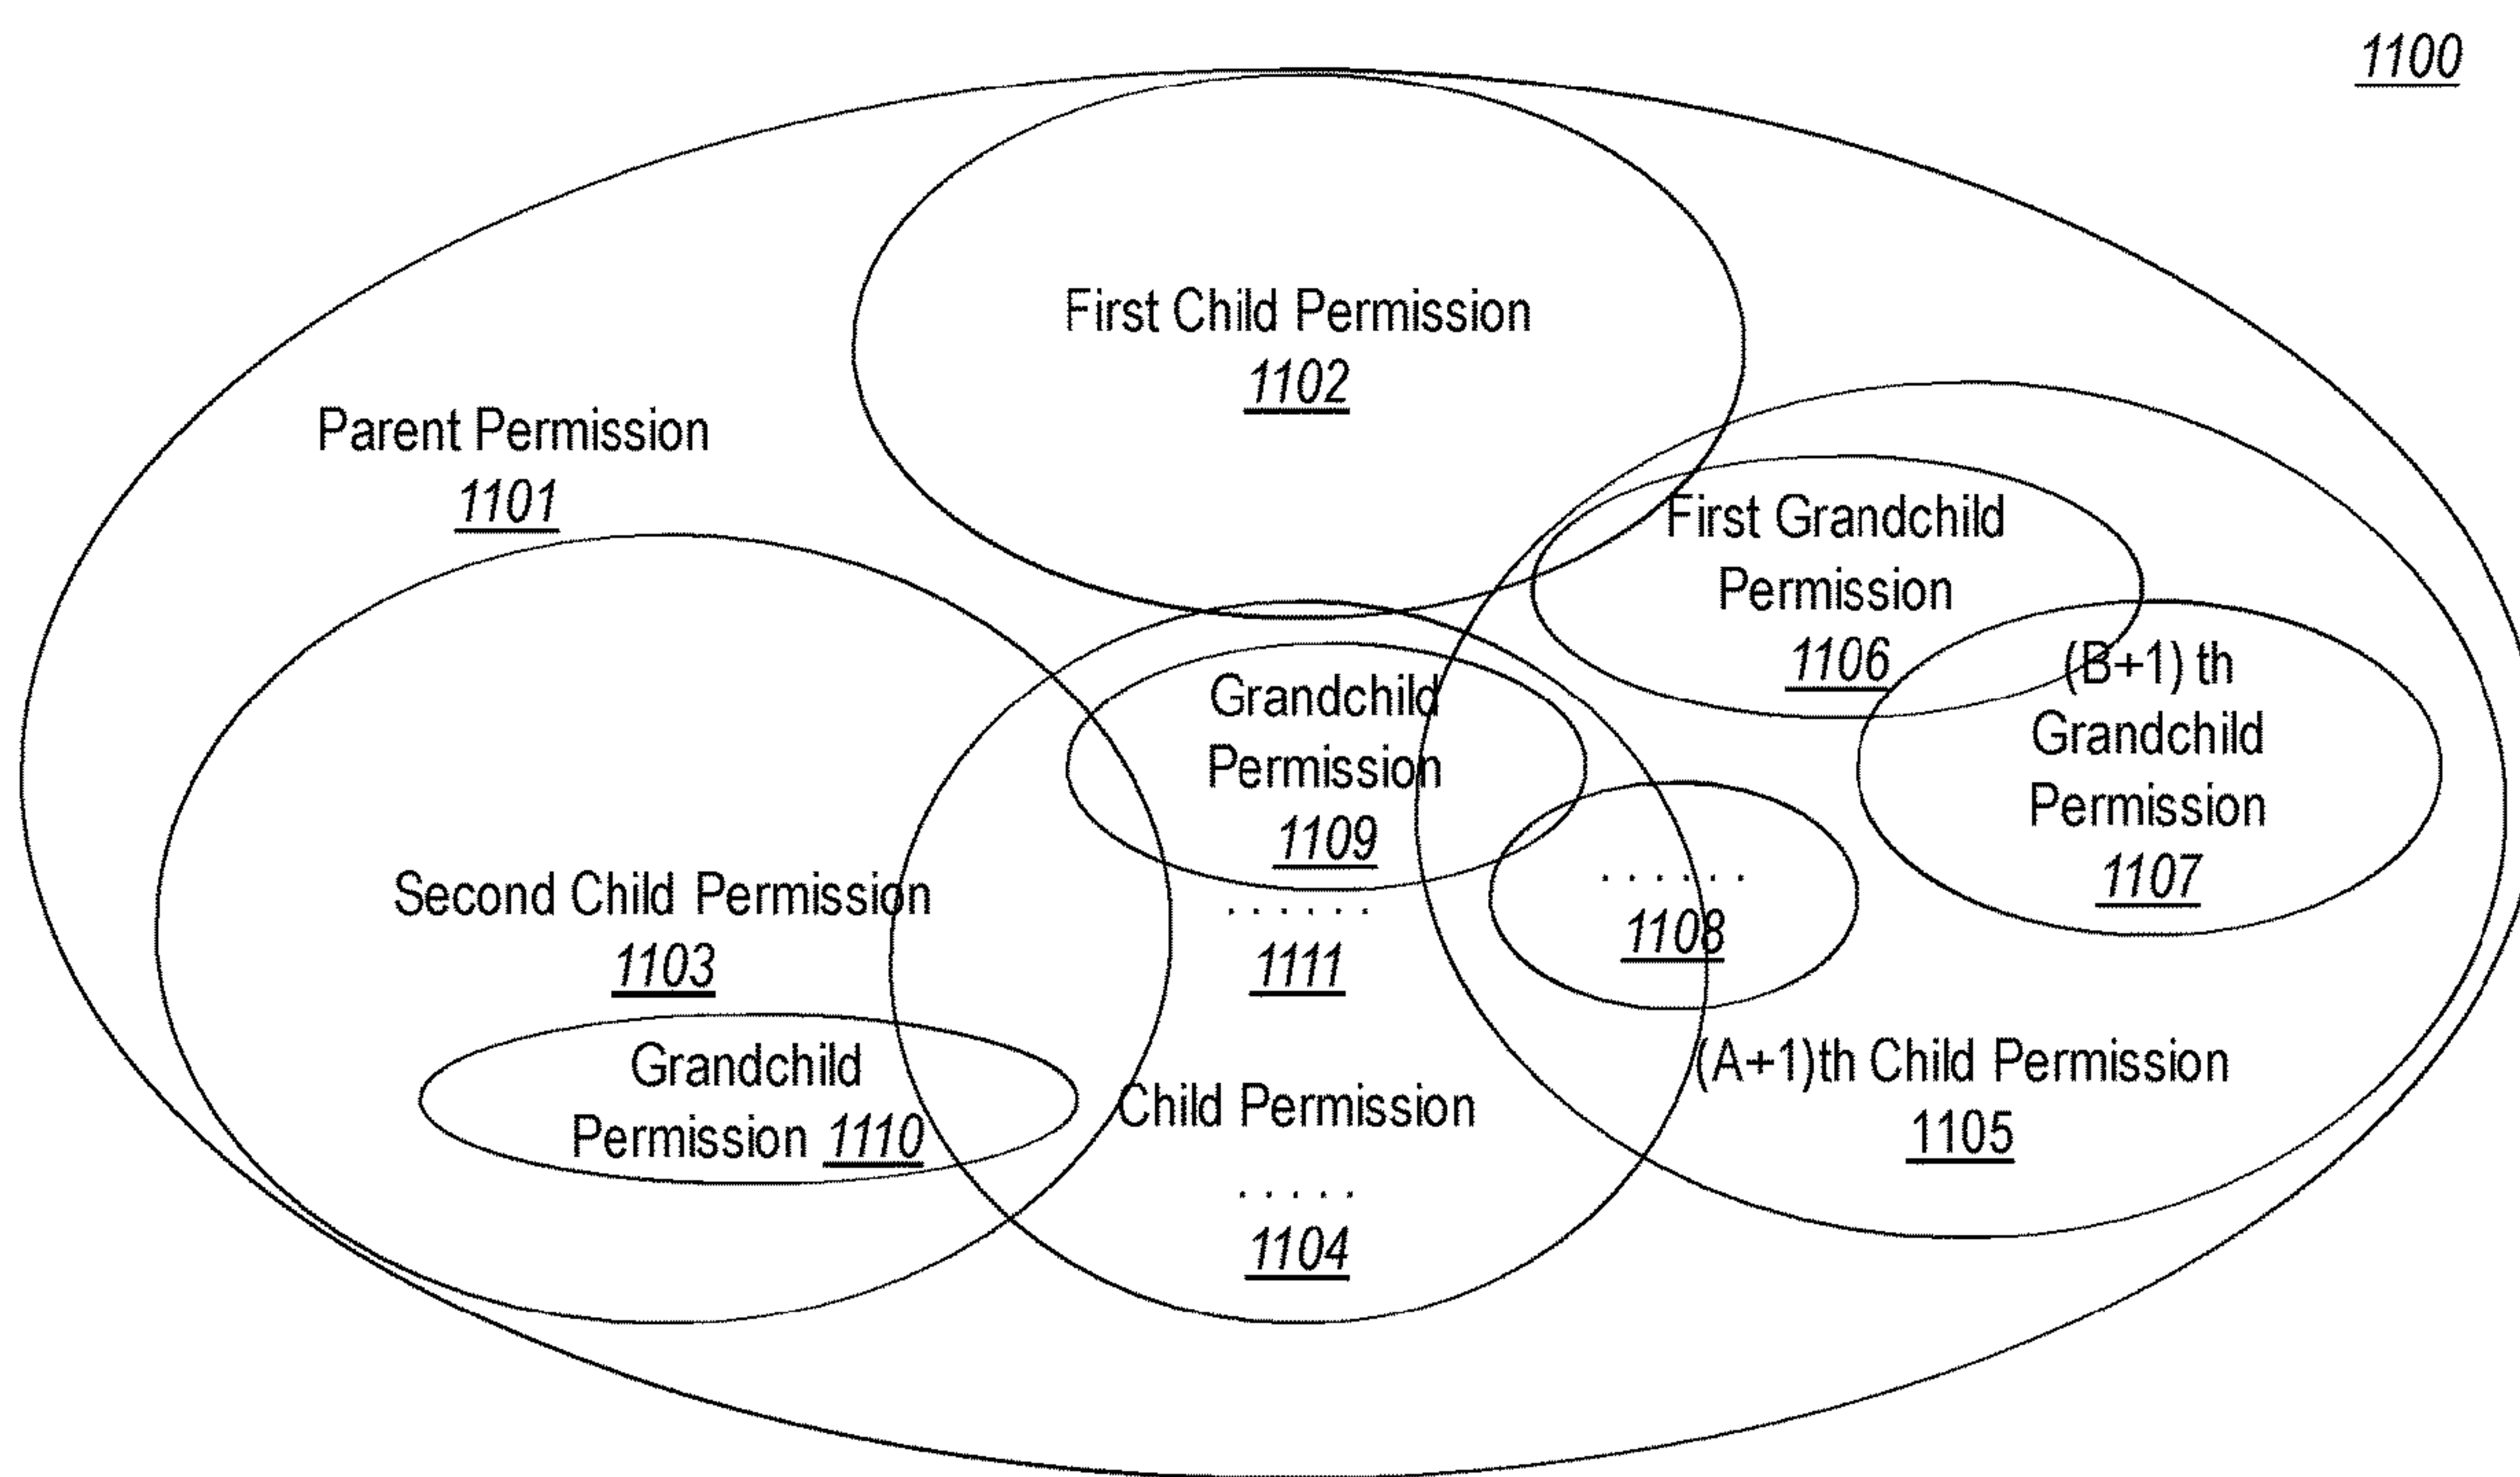 1100
First Child Permission
1102
Parent Permission
1101
First Grandchild
Permission
1106
(B+1) th
Grandchild
Permission
1107
Grandchild
Permission
1109
......
1111
......
1108
Second Child Permission
1103
Grandchild
Permission 1110
Child Permission
.....
1104
(A+1)th Child Permission
1105